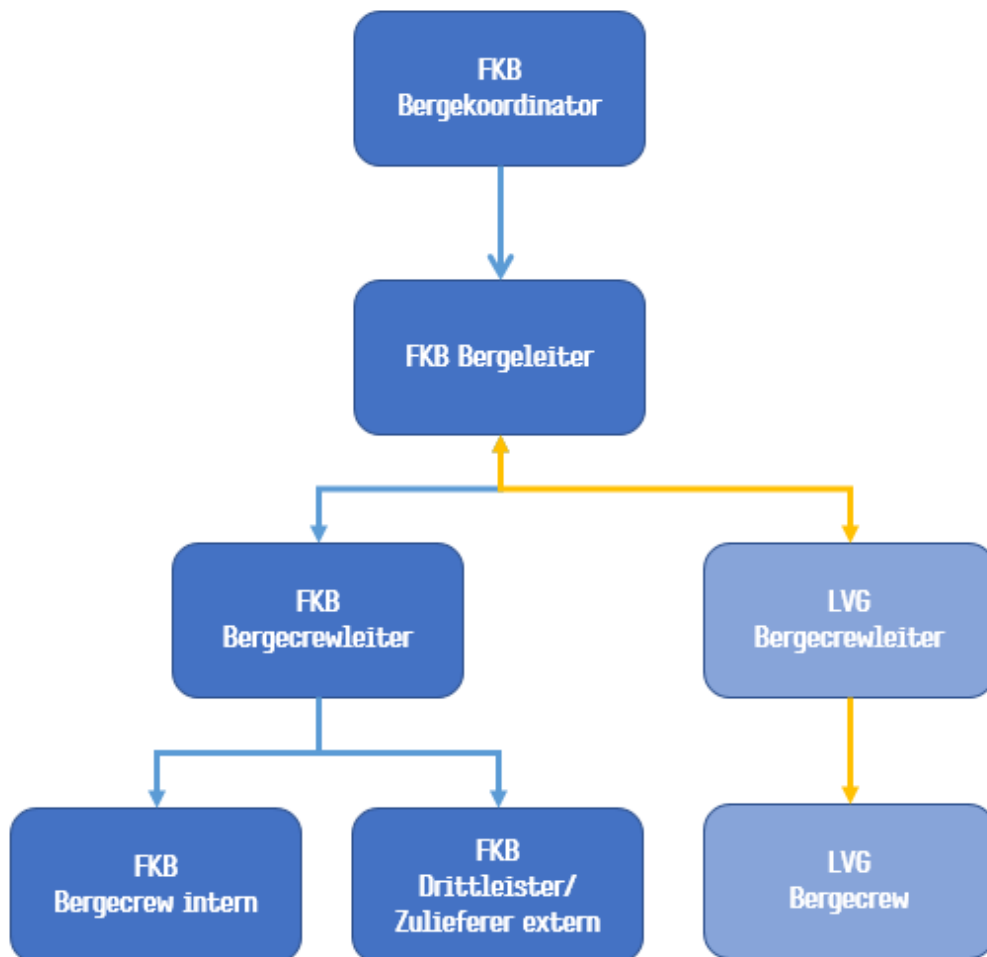 FKB
Bergekoordinator
FKB Bergeleiter
FKB
Bergecrewleiter
LVG
Bergecrewleiter
FKB
Bergecrew intern
FKB
Drittleister/
Zulieferer extern
LVG
Bergecrew